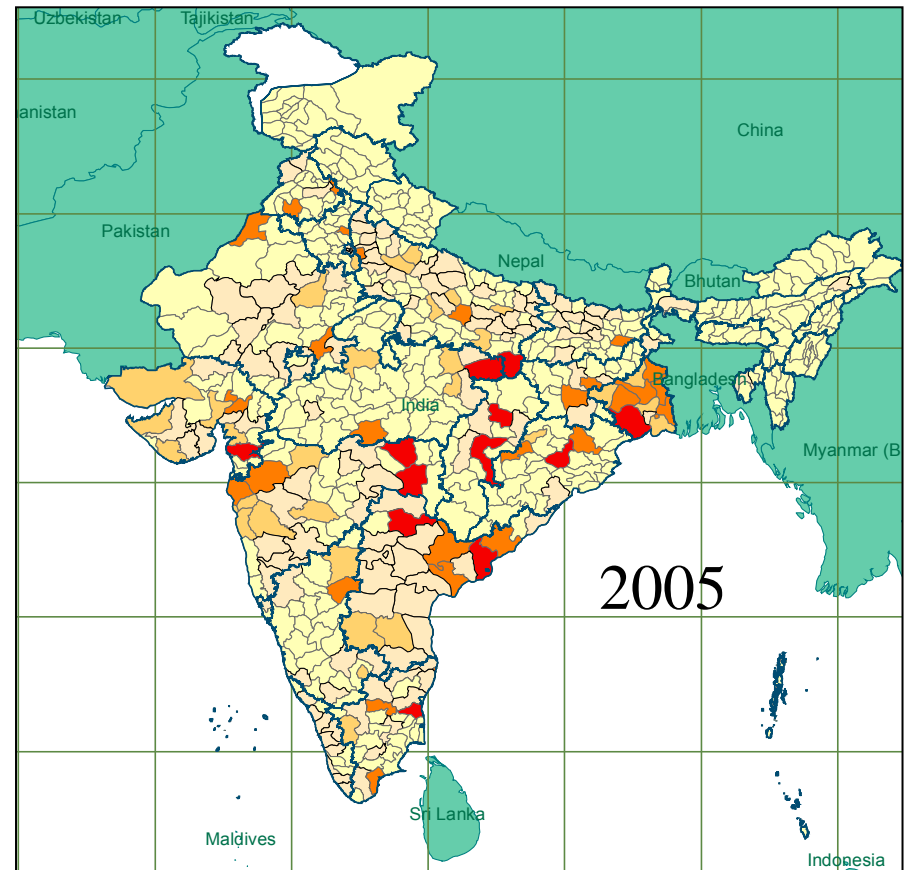 Uzbekistan
Tajikistan
anistan
China
Pakistan
Nepal
Bhutan
Bangladesh
India
Myanmar (B
2005
Sri Lanka
Maldives
Indonesia